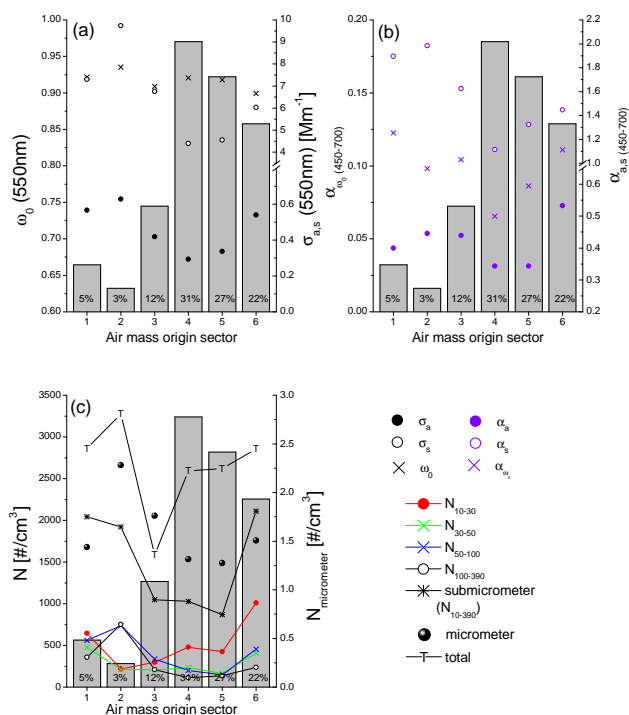 (a)
1.00
0.95
0.90
0.85
0.80
0.75
0.70
0.65
0.60
ω₀ (550nm)
10
9
8
7
6
5
4
0.6
0.4
0.2
0.0
σa,s (550nm) [Mm⁻¹]
5% 3% 12% 31% 27% 22%
1 2 3 4 5 6
Air mass origin sector
(b)
0.20
0.15
0.10
0.05
0.00
αω₀ (450-700)
2.2
2.0
1.8
1.6
1.4
1.2
1.0
0.6
0.5
0.4
0.3
0.2
αa,s (450-700)
5% 3% 12% 31% 27% 22%
1 2 3 4 5 6
Air mass origin sector
(c)
3500
3000
2500
2000
1500
1000
500
0
N [#/cm³]
3.0
2.5
2.0
1.5
1.0
0.5
0.0
Nmicrometer [#/cm³]
5% 3% 12% 31% 27% 22%
1 2 3 4 5 6
Air mass origin sector
σa αa
σs αs
ω₀ αω₀
N10-30
N30-50
N50-100
N100-390
submicrometer
(N10-390)
micrometer
total